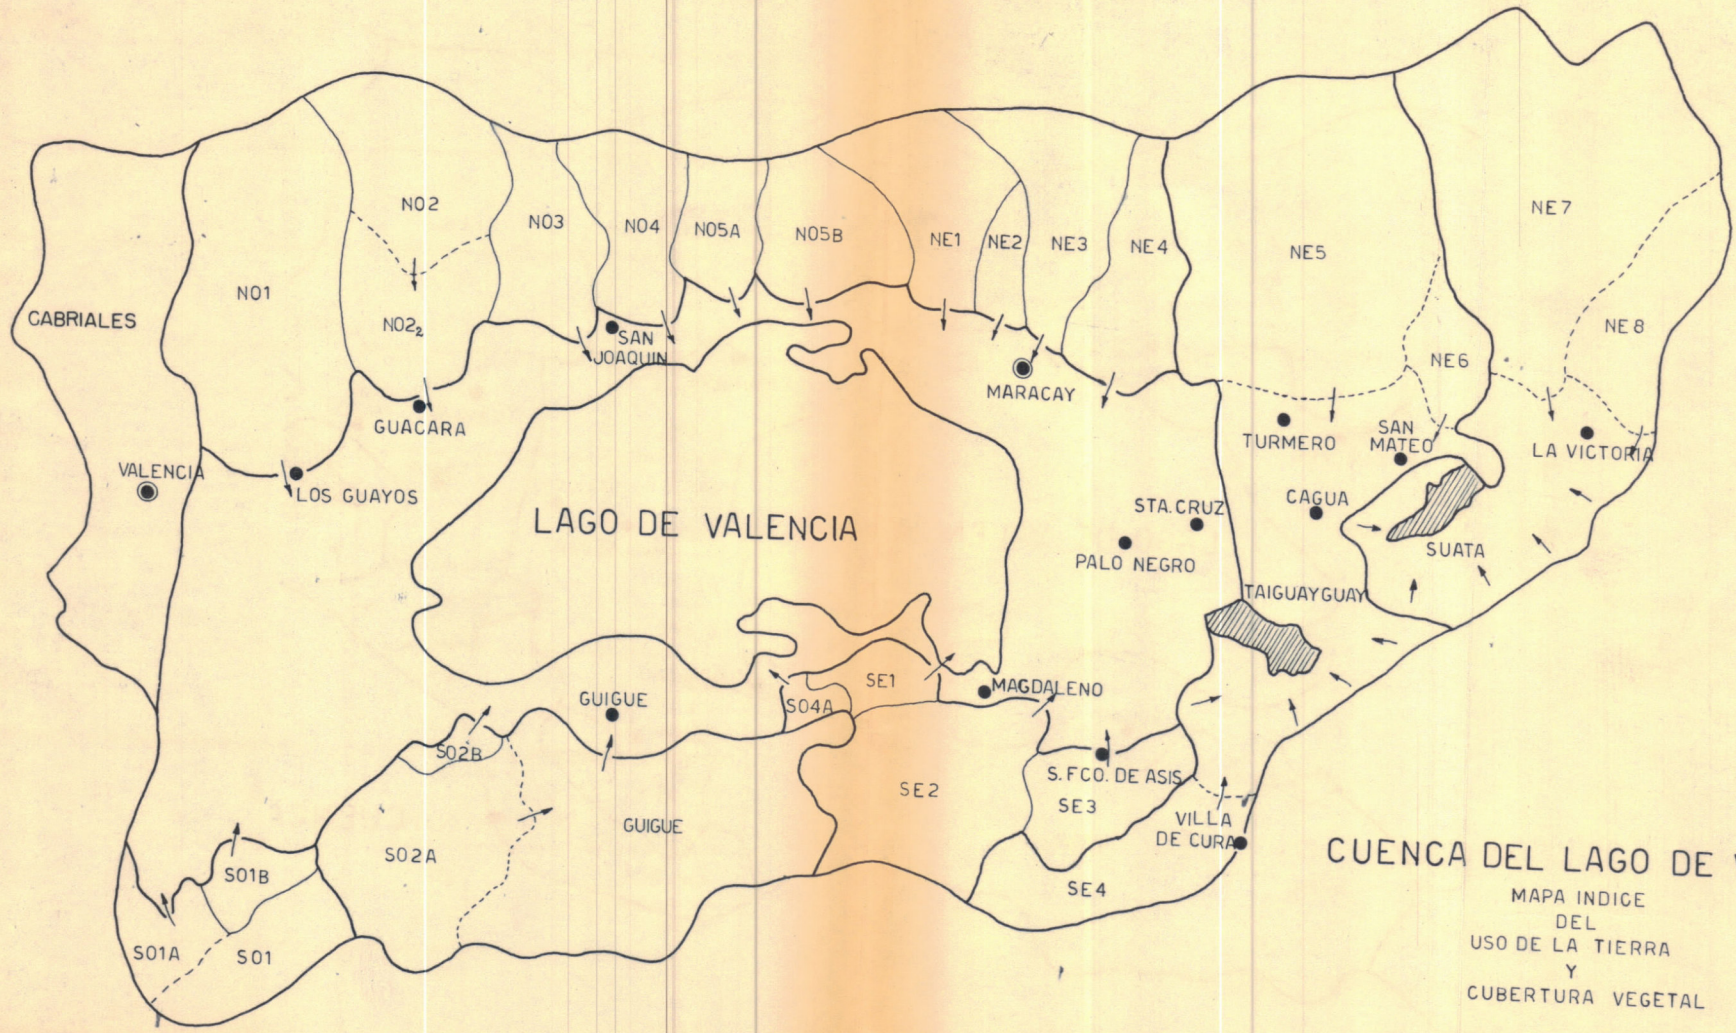 NO2
NO3
NO4
NO5A
NO5B
NE1
NE2
NE3
NE4
NE5
NE7
NO1
CABRIALES
NO2₂
NE8
NE6
SAN
JOAQUIN
MARACAY
GUACARA
TURMERO
SAN
MATEO
LA VICTORIA
VALENCIA
LOS GUAYOS
LAGO DE VALENCIA
STA. CRUZ
CAGUA
PALO NEGRO
SUATA
TAIGUAYGUAY
GUIGUE
SE1
SO4A
MAGDALENO
SO2B
S. FCO. DE ASIS
SE2
SE3
GUIGUE
VILLA
DE CURA
SO2A
SO1B
SE4
SO1A
SO1
CUENCA DEL LAGO DE
MAPA INDICE
DEL
USO DE LA TIERRA
Y
CUBERTURA VEGETAL